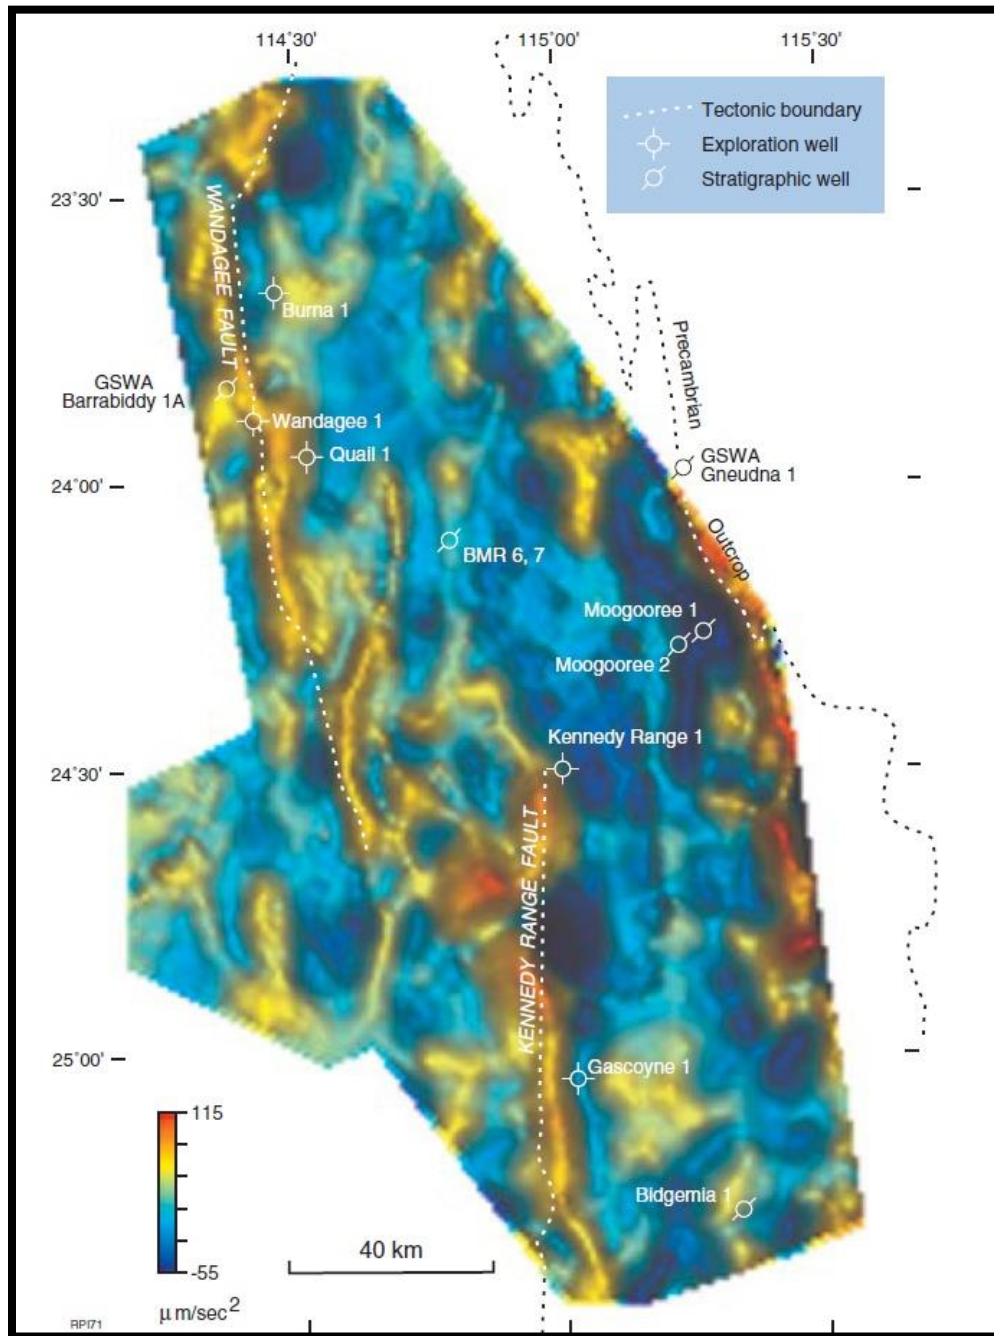 114˚30'
115˚00'
115˚30'
Tectonic boundary
Exploration well
Stratigraphic well
23˚30'
WANDAGEE FAULT
Burna 1
Precambrian
GSWA
Barrabiddy 1A
Wandagee 1
Quail 1
GSWA
Gneudna 1
24˚00'
Outcrop
BMR 6, 7
Moogooree 1
Moogooree 2
Kennedy Range 1
24˚30'
KENNEDY RANGE FAULT
25˚00'
Gascoyne 1
115
Bidgemia 1
40 km
-55
µm/sec2
RPI71